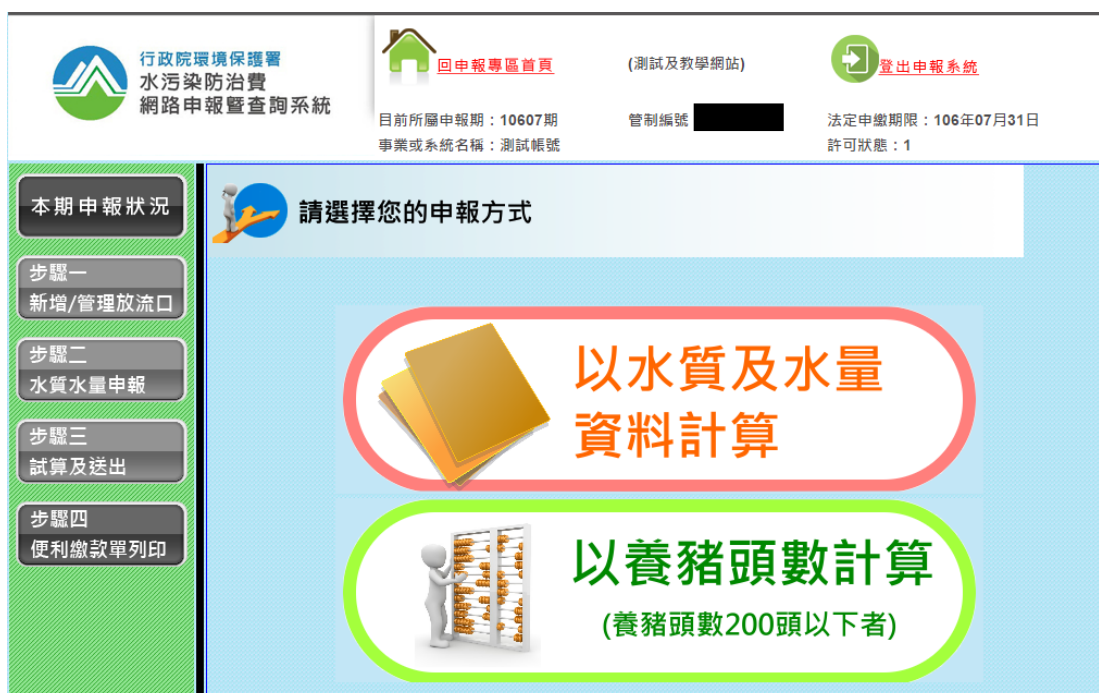 行政院環境保護署
水污染防治費
網路申報暨查詢系統
回申報專區首頁
(測試及教學網站)
登出申報系統
目前所屬申報期：10607期
管制編號
法定申繳期限：106年07月31日
事業或系統名稱：測試帳號
許可狀態：1
本期申報狀況
請選擇您的申報方式
步驟一
新增/管理放流口
步驟二
水質水量申報
步驟三
試算及送出
步驟四
便利繳款單列印
以水質及水量
資料計算
以養豬頭數計算
(養豬頭數200頭以下者)